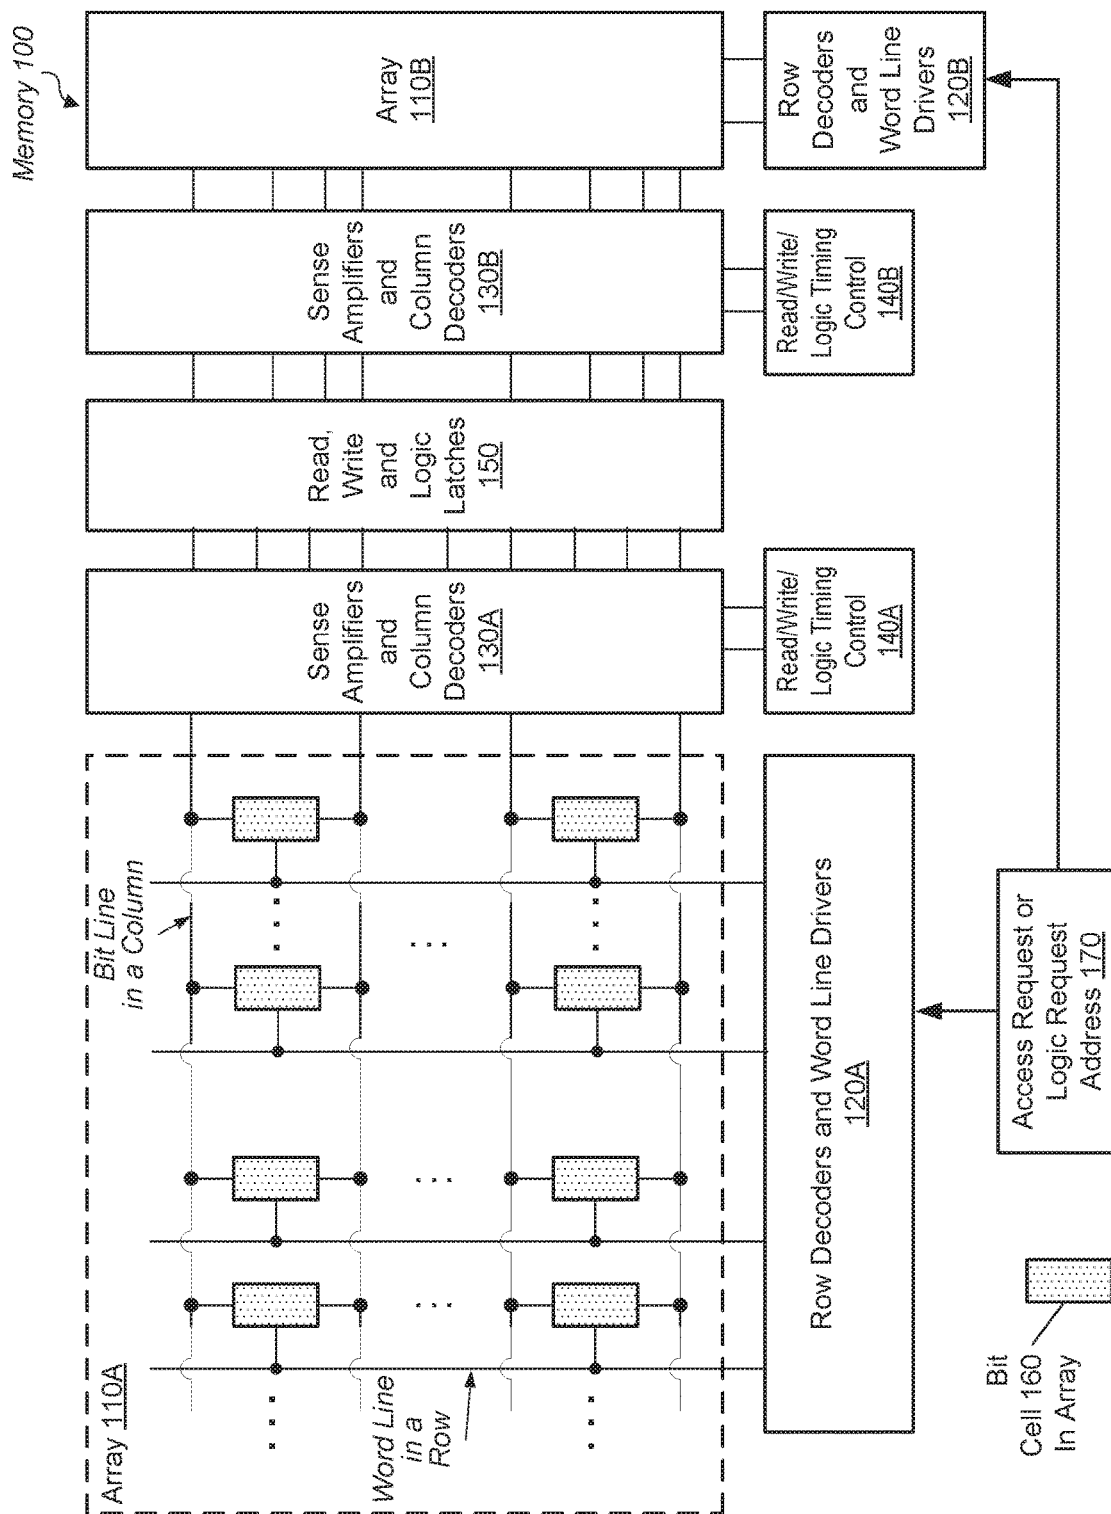 Memory 100
Array
110B
Row
Decoders
and
Word Line
Drivers
120B
Sense
Amplifiers
and
Column
Decoders
130B
Read/Write/
Logic Timing
Control
140B
Read,
Write
and
Logic
Latches
150
Sense
Amplifiers
and
Column
Decoders
130A
Read/Write/
Logic Timing
Control
140A
Bit Line
in a Column
Array 110A
Word Line
in a
Row
Row Decoders and Word Line Drivers
120A
Access Request or
Logic Request
Address 170
Bit
Cell 160
In Array